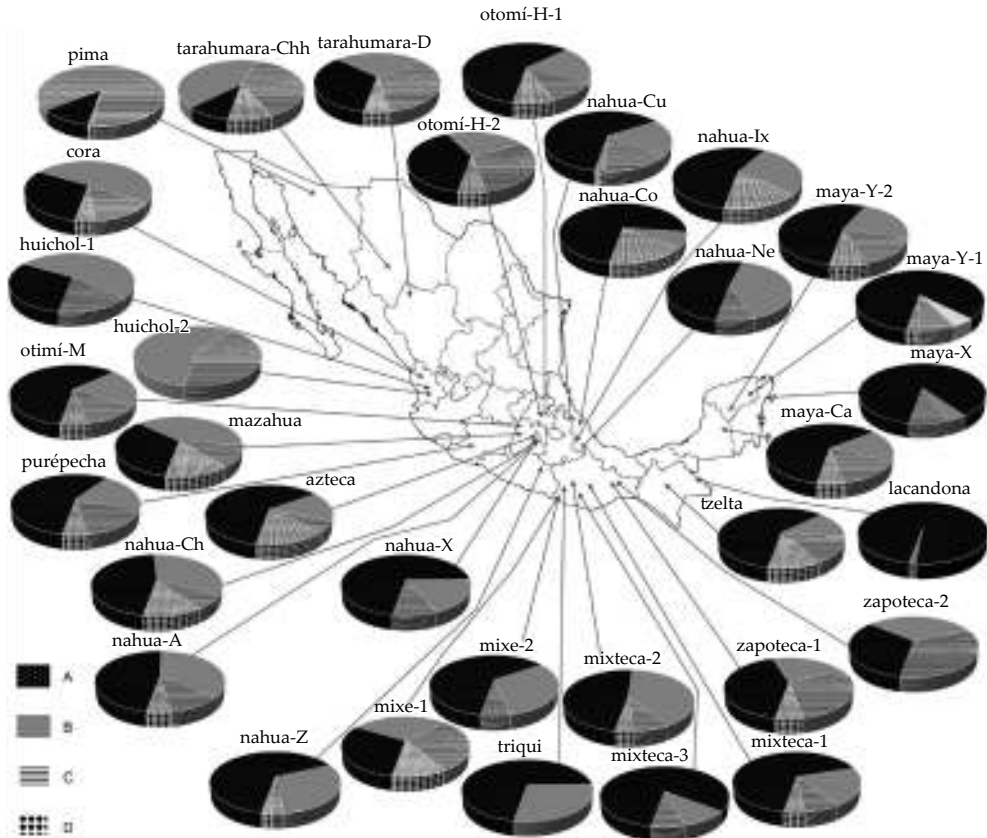 otomí-H-1
tarahumara-Chh
tarahumara-D
pima
nahua-Cu
otomí-H-2
cora
nahua-Ix
nahua-Co
maya-Y-2
huichol-1
nahua-Ne
maya-Y-1
huichol-2
otimí-M
maya-X
mazahua
maya-Ca
purépecha
azteca
tzelta
lacandona
nahua-Ch
nahua-X
zapoteca-2
nahua-A
mixe-2
mixteca-2
zapoteca-1
A
B
mixe-1
nahua-Z
triqui
mixteca-3
mixteca-1
C
D